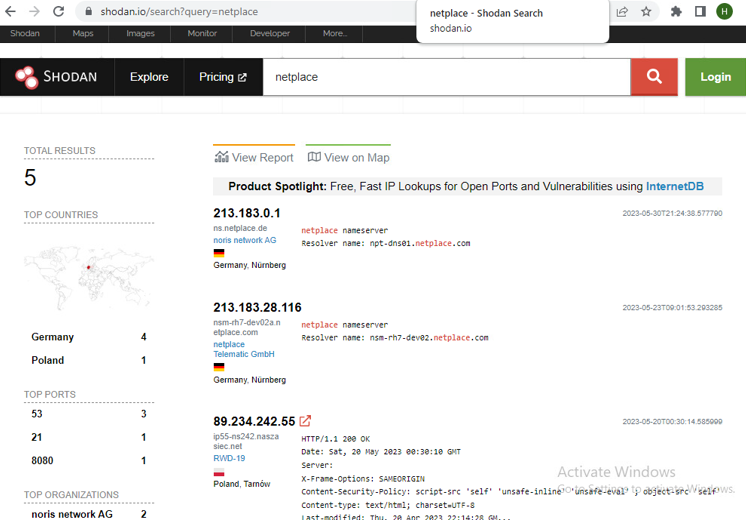 shodan.io/search?query=netplace
netplace - Shodan Search
shodan.io
H
Shodan Maps Images Monitor Developer More..
SHODAN Explore Pricing netplace Login
TOTAL RESULTS
5
TOP COUNTRIES
Germany 4
Poland 1
TOP PORTS
53 3
21 1
8080 1
TOP ORGANIZATIONS
noris network AG 2
View Report View on Map
Product Spotlight: Free, Fast IP Lookups for Open Ports and Vulnerabilities using InternetDB
213.183.0.1 2023-05-30T21:24:38.577790
ns.netplace.de
noris network AG
Germany, Nürnberg
netplace nameserver
Resolver name: npt-dns01.netplace.com
213.183.28.116 2023-05-23T09:01:53.293285
nsm-rh7-dev02a.n
etplace.com
netplace
Telematic GmbH
Germany, Nürnberg
netplace nameserver
Resolver name: nsm-rh7-dev02.netplace.com
89.234.242.55 2023-05-20T00:30:14.585999
ip55-ns242.nasza
siec.net
RWD-19
Poland, Tarnów
HTTP/1.1 200 OK
Date: Sat, 20 May 2023 00:30:10 GMT
Server:
X-Frame-Options: SAMEORIGIN
Content-Security-Policy: script-src 'self' 'unsafe-inline' 'unsafe-eval' ; object-src 'self'
Content-type: text/html; charset=UTF-8
Last-modified: Thu, 20 Apr 2023 22:14:28 GM
Activate Windows
Go to Settings to activate Windows.